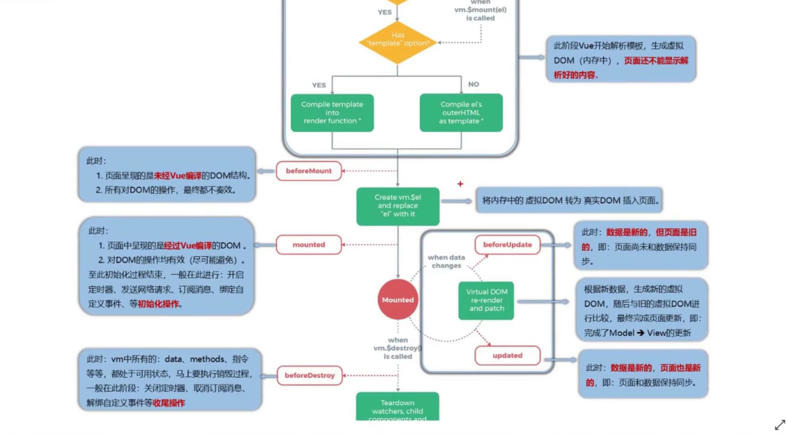 YES
when
vm.$mount(el)
is called
Has
"template" option?
YES
NO
Compile template
into
render function *
Compile el's
outerHTML
as template *
此阶段Vue开始解析模板，生成虚拟
DOM（内存中），页面还不能显示解
析好的内容。
此时：
1. 页面呈现的是未经Vue编译的DOM结构。
2. 所有对DOM的操作，最终都不奏效。
beforeMount
Create vm.$el
and replace
"el" with it
将内存中的 虚拟DOM 转为 真实DOM 插入页面。
此时：
1. 页面中呈现的是经过Vue编译的DOM 。
2. 对DOM的操作均有效（尽可能避免）。
至此初始化过程结束，一般在此进行：开启
定时器、发送网络请求、订阅消息、绑定自
定义事件、等初始化操作。
mounted
Mounted
when data
changes
beforeUpdate
Virtual DOM
re-render
and patch
updated
此时：数据是新的，但页面是旧
的，即：页面尚未和数据保持同
步。
根据新数据，生成新的虚拟
DOM，随后与旧的虚拟DOM进
行比较，最终完成页面更新，即：
完成了Model ➔ View的更新
此时：数据是新的，页面也是新
的，即：页面和数据保持同步。
when
vm.$destroy()
is called
此时：vm中所有的：data、methods、指令
等等，都处于可用状态，马上要执行销毁过程，
一般在此阶段：关闭定时器、取消订阅消息、
解绑自定义事件等收尾操作
beforeDestroy
Teardown
watchers, child
components and